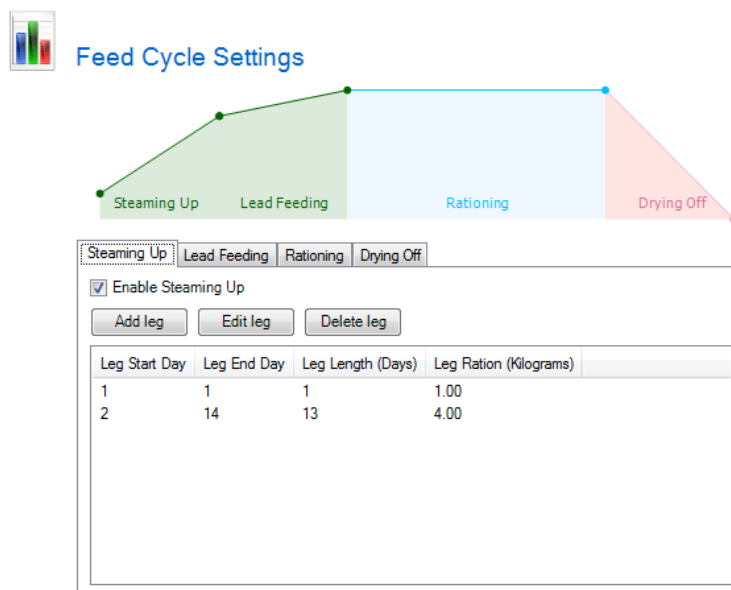 Feed Cycle Settings
Steaming Up Lead Feeding Rationing Drying Off
Steaming Up Lead Feeding Rationing Drying Off
Enable Steaming Up
Add leg Edit leg Delete leg
Leg Start Day Leg End Day Leg Length (Days) Leg Ration (Kilograms)
1 1 1 1.00
2 14 13 4.00